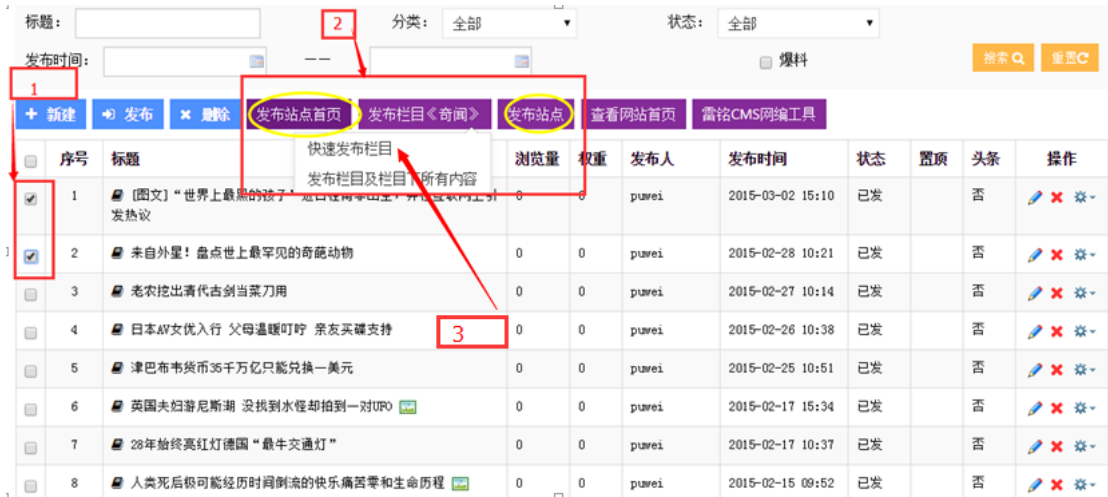 标题： 2 分类： 全部 状态： 全部
发布时间： —— 爆料 搜索 重置
1
新建 发布 删除 发布站点首页 发布栏目《奇闻》 发布站点 查看网站首页 雷铭CMS网编工具
快速发布栏目
发布栏目及栏目下所有内容
序号 标题 浏览量 权重 发布人 发布时间 状态 置顶 头条 操作
1 [图文]“世界上最黑的孩子” 0 0 puwei 2015-03-02 15:10 已发 否
发热议
2 来自外星！盘点世上最罕见的奇葩动物 0 0 puwei 2015-02-28 10:21 已发 否
3 老农挖出清代古剑当菜刀用 0 0 puwei 2015-02-27 10:14 已发 否
4 日本AV女优入行 父母温暖叮咛 亲友买碟支持 3 0 0 puwei 2015-02-26 10:38 已发 否
5 津巴布韦货币35千万亿只能兑换一美元 0 0 puwei 2015-02-25 10:51 已发 否
6 英国夫妇游尼斯湖 没找到水怪却拍到一对UFO 0 0 puwei 2015-02-17 15:34 已发 否
7 28年始终亮红灯德国“最牛交通灯” 0 0 puwei 2015-02-17 10:37 已发 否
8 人类死后极可能经历时间倒流的快乐痛苦零和生命历程 0 0 puwei 2015-02-15 09:52 已发 否